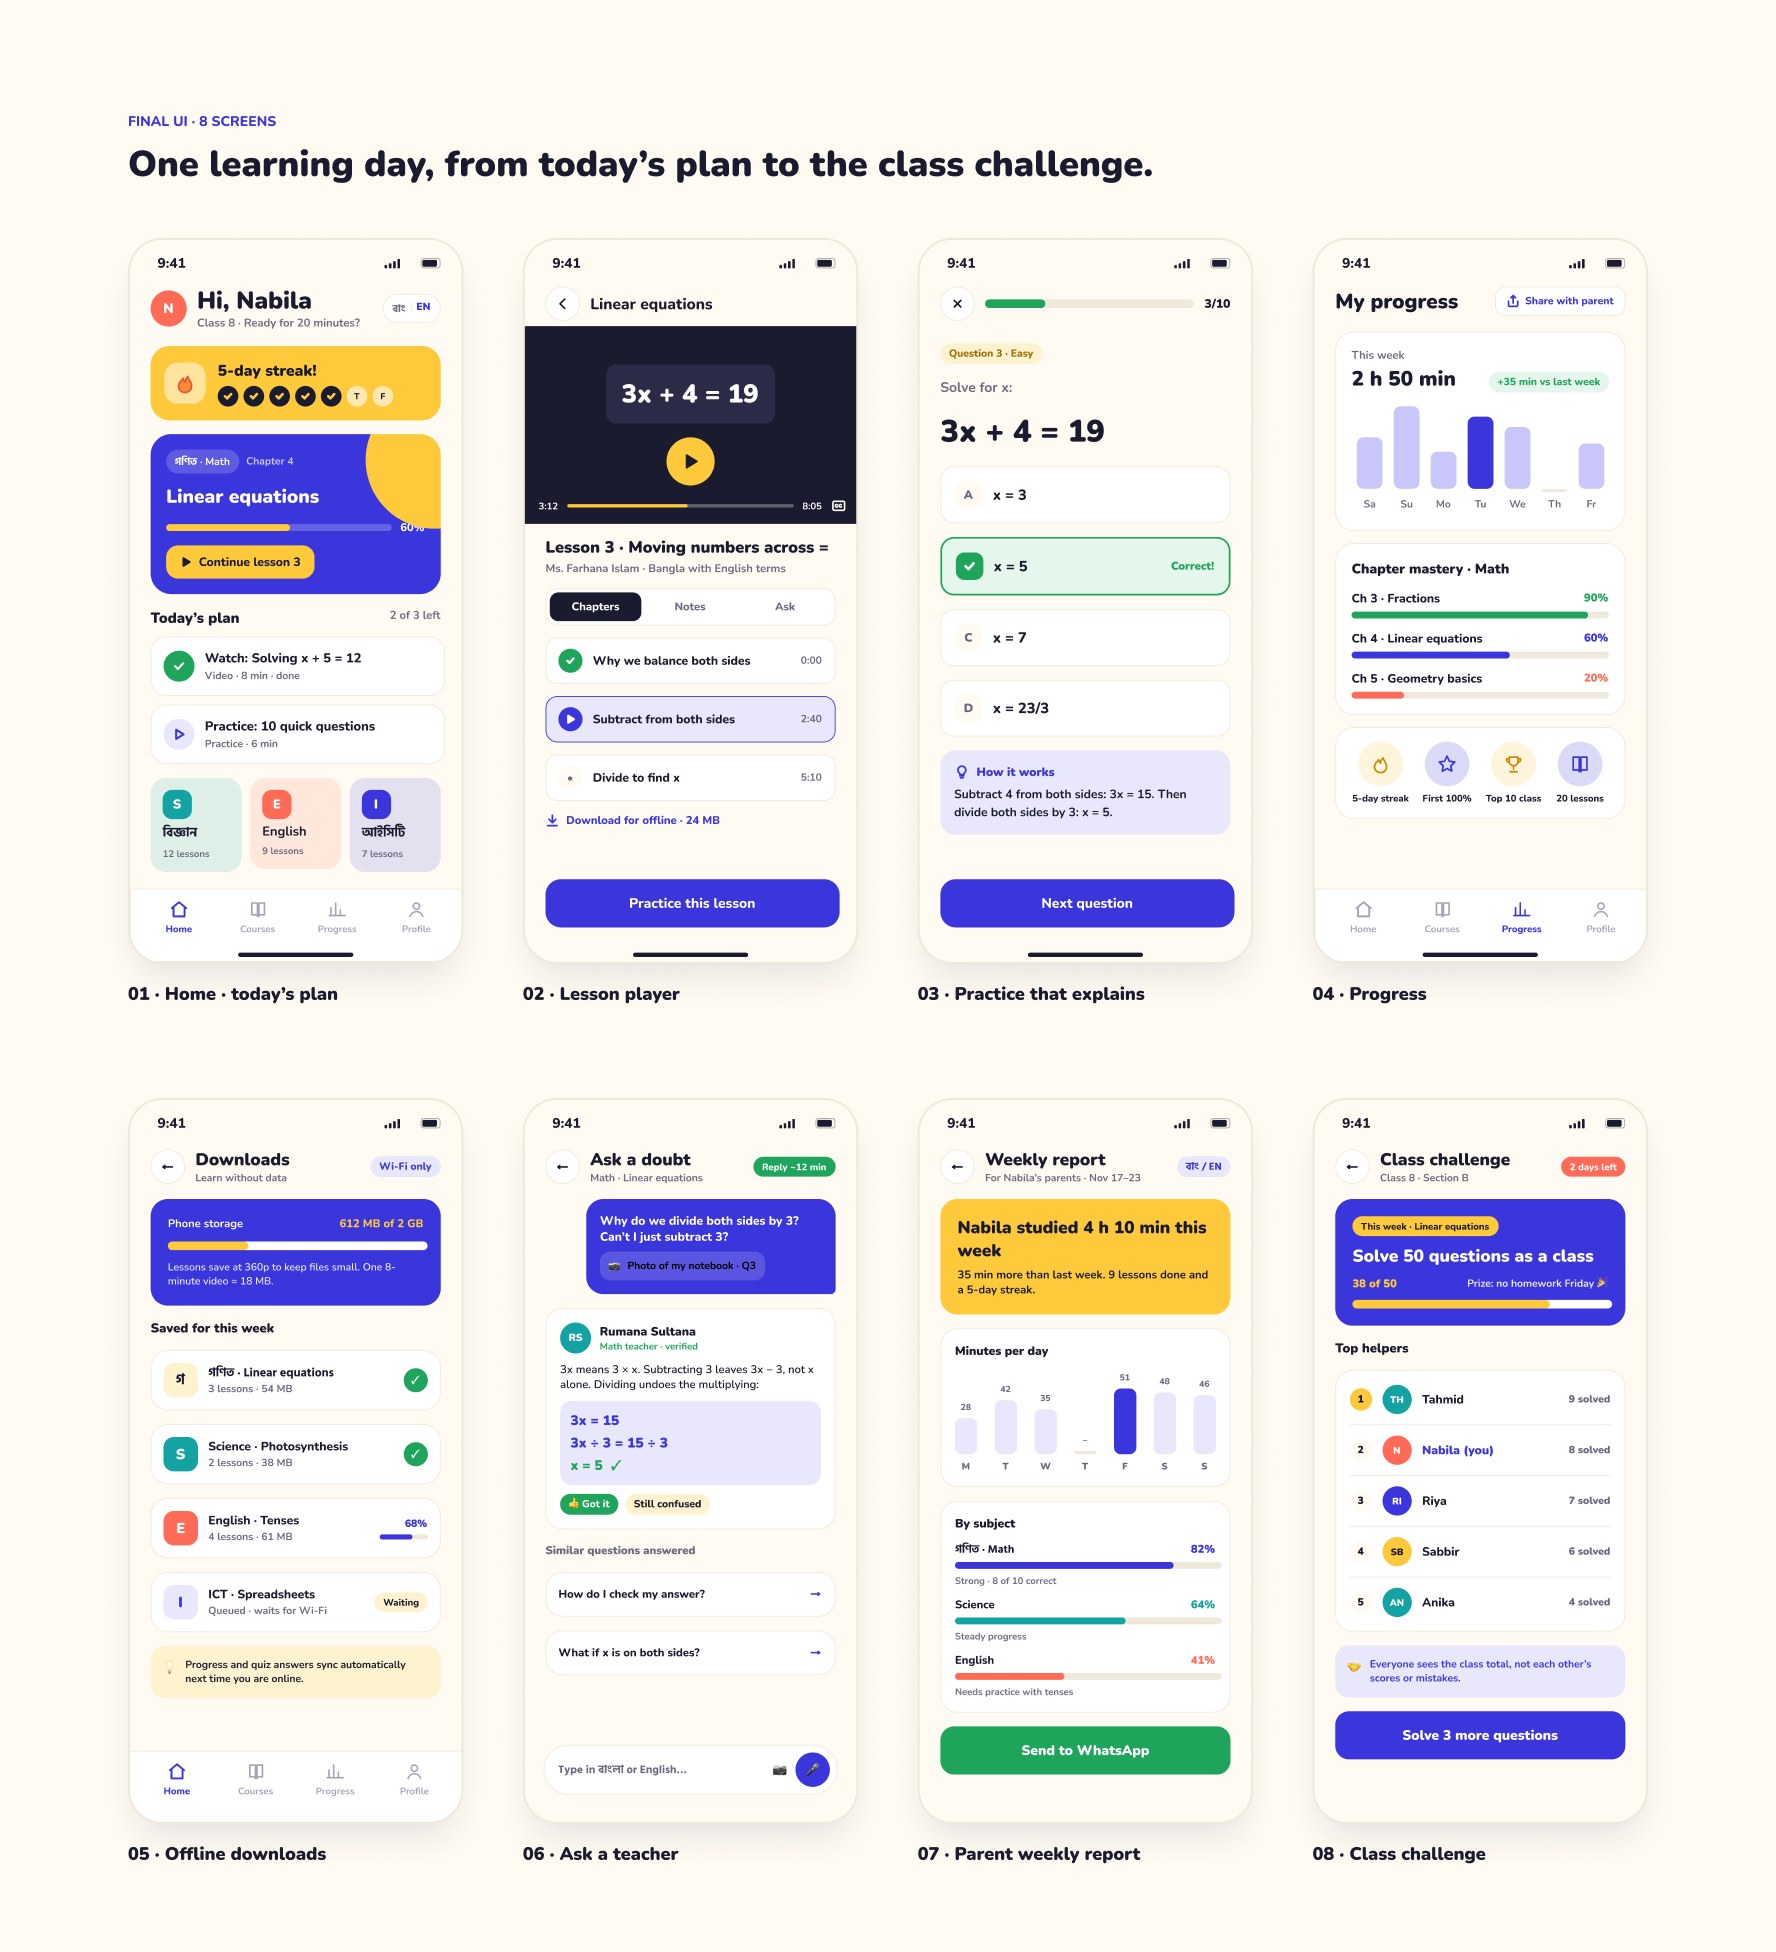 FINAL UI · 8 SCREENS
One learning day, from today’s plan to the class challenge.
9:41
Hi, Nabila
N
Class 8 · Ready for 20 minutes?
বাং EN
5-day streak!
T F
গণিত · Math Chapter 4
Linear equations
60%
Continue lesson 3
Today’s plan 2 of 3 left
Watch: Solving x + 5 = 12
Video · 8 min · done
Practice: 10 quick questions
Practice · 6 min
S E I
বিজ্ঞান English আইসিটি
12 lessons 9 lessons 7 lessons
Home Courses Progress Profile
01 · Home · today’s plan
9:41
Linear equations
3x + 4 = 19
3:12 8:05
Lesson 3 · Moving numbers across =
Ms. Farhana Islam · Bangla with English terms
Chapters Notes Ask
Why we balance both sides 0:00
Subtract from both sides 2:40
Divide to find x 5:10
Download for offline · 24 MB
Practice this lesson
02 · Lesson player
9:41
3/10
Question 3 · Easy
Solve for x:
3x + 4 = 19
A x = 3
x = 5 Correct!
C x = 7
D x = 23/3
How it works
Subtract 4 from both sides: 3x = 15. Then
divide both sides by 3: x = 5.
Next question
03 · Practice that explains
9:41
My progress Share with parent
This week
2 h 50 min +35 min vs last week
Sa Su Mo Tu We Th Fr
Chapter mastery · Math
Ch 3 · Fractions 90%
Ch 4 · Linear equations 60%
Ch 5 · Geometry basics 20%
5-day streak First 100% Top 10 class 20 lessons
Home Courses Progress Profile
04 · Progress
9:41
← Downloads Wi-Fi only
Learn without data
Phone storage 612 MB of 2 GB
Lessons save at 360p to keep files small. One 8-
minute video ≈ 18 MB.
Saved for this week
গ গণিত · Linear equations ✓
3 lessons · 54 MB
S Science · Photosynthesis ✓
2 lessons · 38 MB
E English · Tenses 68%
4 lessons · 61 MB
I ICT · Spreadsheets Waiting
Queued · waits for Wi-Fi
💡 Progress and quiz answers sync automatically
next time you are online.
Home Courses Progress Profile
05 · Offline downloads
9:41
← Ask a doubt Reply ~12 min
Math · Linear equations
Why do we divide both sides by 3?
Can’t I just subtract 3?
📷 Photo of my notebook · Q3
RS Rumana Sultana
Math teacher · verified
3x means 3 × x. Subtracting 3 leaves 3x − 3, not x
alone. Dividing undoes the multiplying:
3x = 15
3x ÷ 3 = 15 ÷ 3
x = 5 ✓
👍 Got it Still confused
Similar questions answered
How do I check my answer? →
What if x is on both sides? →
Type in বাংলা or English... 📷 🎤
06 · Ask a teacher
9:41
← Weekly report বাং / EN
For Nabila’s parents · Nov 17–23
Nabila studied 4 h 10 min this
week
35 min more than last week. 9 lessons done and
a 5-day streak.
Minutes per day
28 42 35 – 51 48 46
M T W T F S S
By subject
গণিত · Math 82%
Strong · 8 of 10 correct
Science 64%
Steady progress
English 41%
Needs practice with tenses
Send to WhatsApp
07 · Parent weekly report
9:41
← Class challenge 2 days left
Class 8 · Section B
This week · Linear equations
Solve 50 questions as a class
38 of 50 Prize: no homework Friday 🎉
Top helpers
1 TH Tahmid 9 solved
2 N Nabila (you) 8 solved
3 RI Riya 7 solved
4 SB Sabbir 6 solved
5 AN Anika 4 solved
🤝 Everyone sees the class total, not each other’s
scores or mistakes.
Solve 3 more questions
08 · Class challenge